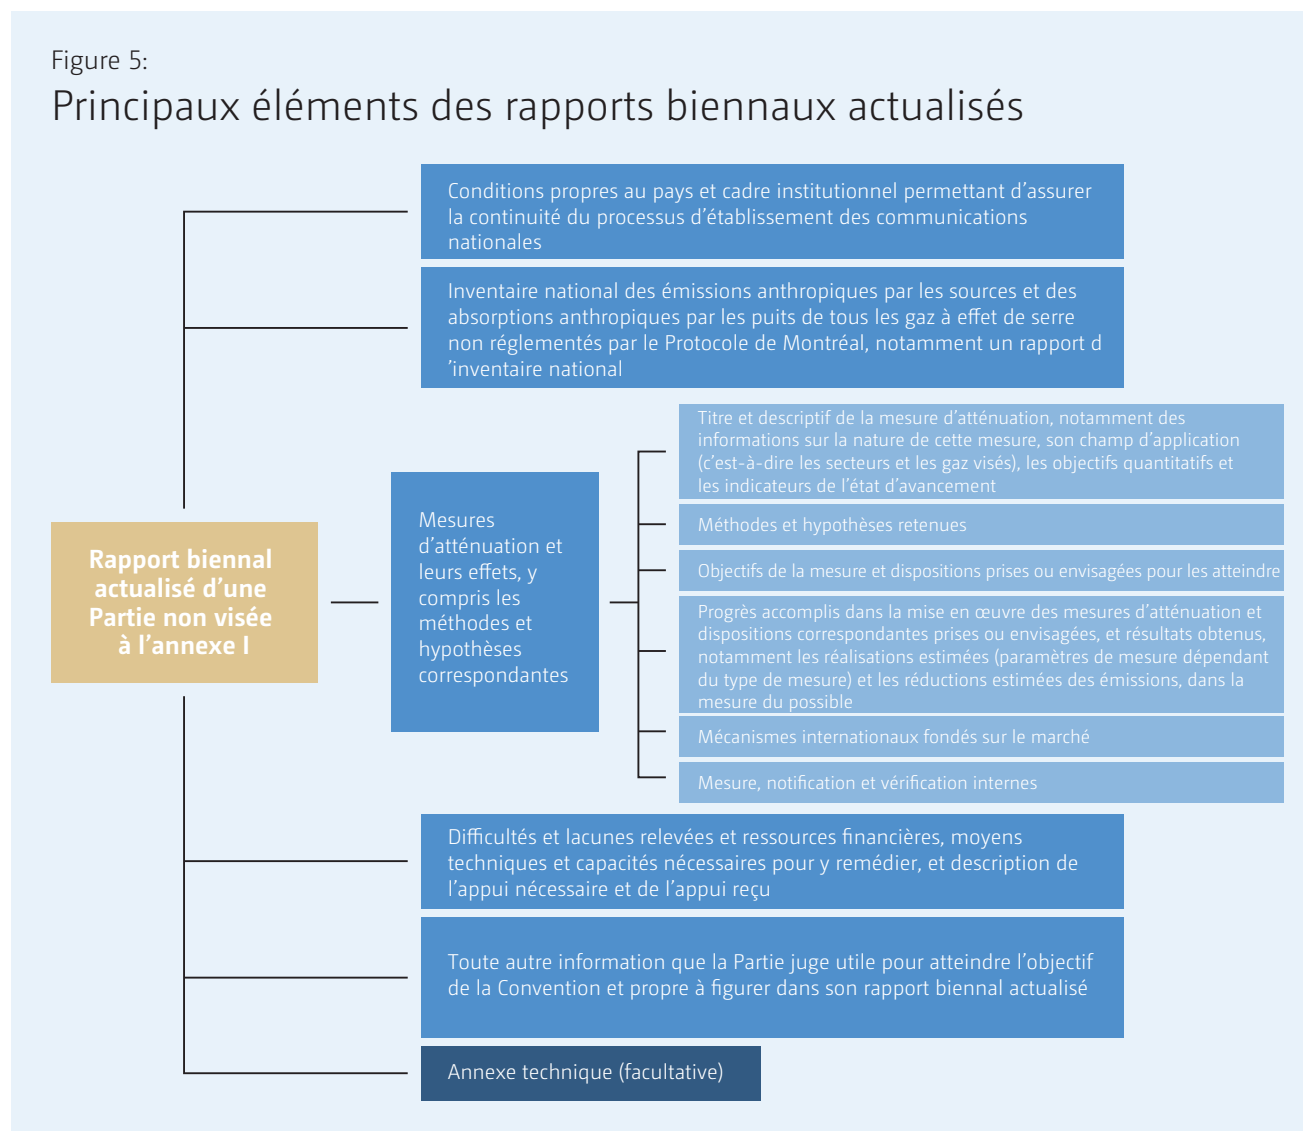 Figure 5:
Principaux éléments des rapports biennaux actualisés
Conditions propres au pays et cadre institutionnel permettant d’assurer
la continuité du processus d’établissement des communications
nationales
Inventaire national des émissions anthropiques par les sources et des
absorptions anthropiques par les puits de tous les gaz à effet de serre
non réglementés par le Protocole de Montréal, notamment un rapport d
’inventaire national
Rapport biennal
actualisé d’une
Partie non visée
à l’annexe I
Mesures
d’atténuation et
leurs effets, y
compris les
méthodes et
hypothèses
correspondantes
Titre et descriptif de la mesure d’atténuation, notamment des
informations sur la nature de cette mesure, son champ d’application
(c’est-à-dire les secteurs et les gaz visés), les objectifs quantitatifs et
les indicateurs de l’état d’avancement
Méthodes et hypothèses retenues
Objectifs de la mesure et dispositions prises ou envisagées pour les atteindre
Progrès accomplis dans la mise en œuvre des mesures d’atténuation et
dispositions correspondantes prises ou envisagées, et résultats obtenus,
notamment les réalisations estimées (paramètres de mesure dépendant
du type de mesure) et les réductions estimées des émissions, dans la
mesure du possible
Mécanismes internationaux fondés sur le marché
Mesure, notification et vérification internes
Difficultés et lacunes relevées et ressources financières, moyens
techniques et capacités nécessaires pour y remédier, et description de
l’appui nécessaire et de l’appui reçu
Toute autre information que la Partie juge utile pour atteindre l’objectif
de la Convention et propre à figurer dans son rapport biennal actualisé
Annexe technique (facultative)